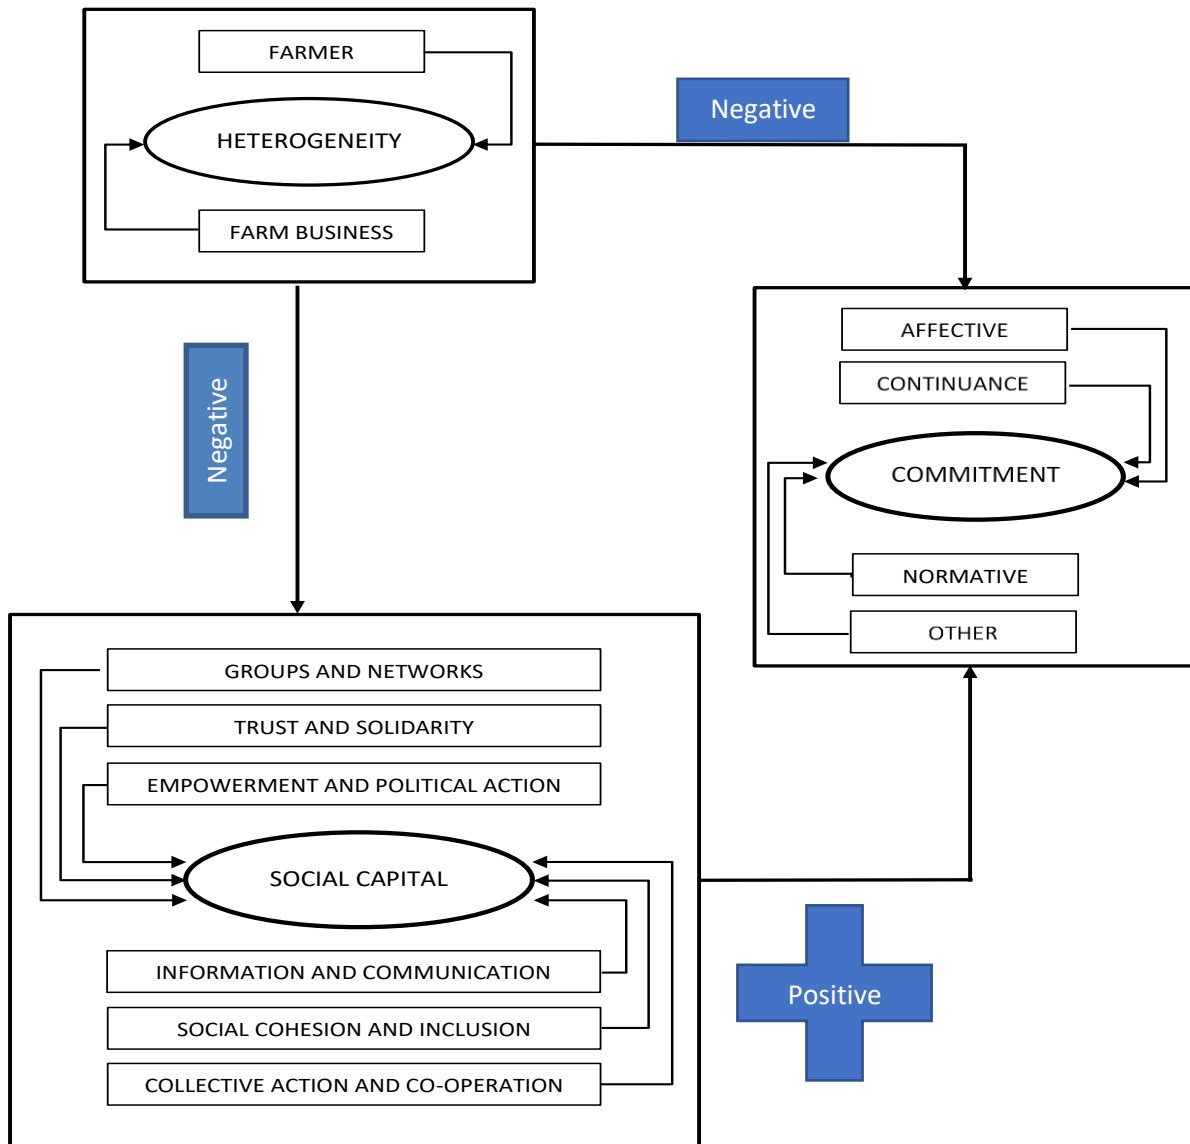 FARMER
HETEROGENEITY
FARM BUSINESS
Negative
Negative
AFFECTIVE
CONTINUANCE
COMMITMENT
NORMATIVE
OTHER
GROUPS AND NETWORKS
TRUST AND SOLIDARITY
EMPOWERMENT AND POLITICAL ACTION
SOCIAL CAPITAL
INFORMATION AND COMMUNICATION
SOCIAL COHESION AND INCLUSION
COLLECTIVE ACTION AND CO-OPERATION
Positive